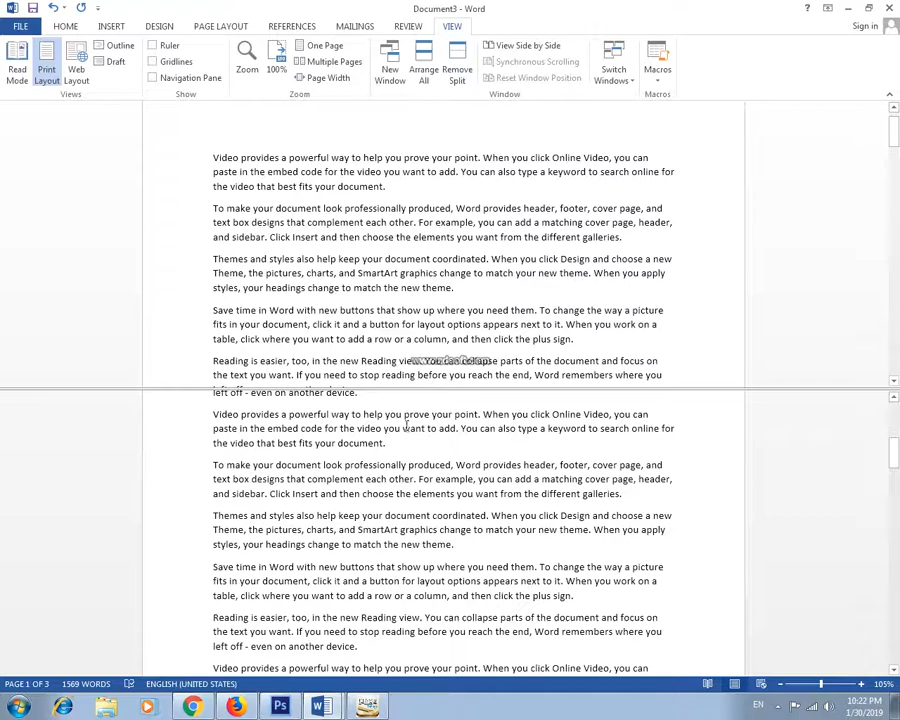 Document3 - Word
?
FILE HOME INSERT DESIGN PAGE LAYOUT REFERENCES MAILINGS REVIEW VIEW Sign in
Read Mode
Print Layout
Web Layout
Outline
Draft
Views
Ruler
Gridlines
Navigation Pane
Show
Zoom
100%
One Page
Multiple Pages
Page Width
Zoom
New Window
Arrange All
Remove Split
View Side by Side
Synchronous Scrolling
Reset Window Position
Window
Switch Windows
Macros
Macros
Video provides a powerful way to help you prove your point. When you click Online Video, you can
paste in the embed code for the video you want to add. You can also type a keyword to search online for
the video that best fits your document.
To make your document look professionally produced, Word provides header, footer, cover page, and
text box designs that complement each other. For example, you can add a matching cover page, header,
and sidebar. Click Insert and then choose the elements you want from the different galleries.
Themes and styles also help keep your document coordinated. When you click Design and choose a new
Theme, the pictures, charts, and SmartArt graphics change to match your new theme. When you apply
styles, your headings change to match the new theme.
Save time in Word with new buttons that show up where you need them. To change the way a picture
fits in your document, click it and a button for layout options appears next to it. When you work on a
table, click where you want to add a row or a column, and then click the plus sign.
Reading is easier, too, in the new Reading view. You can collapse parts of the document and focus on
the text you want. If you need to stop reading before you reach the end, Word remembers where you
left off - even on another device.
Video provides a powerful way to help you prove your point. When you click Online Video, you can
paste in the embed code for the video you want to add. You can also type a keyword to search online for
the video that best fits your document.
To make your document look professionally produced, Word provides header, footer, cover page, and
text box designs that complement each other. For example, you can add a matching cover page, header,
and sidebar. Click Insert and then choose the elements you want from the different galleries.
Themes and styles also help keep your document coordinated. When you click Design and choose a new
Theme, the pictures, charts, and SmartArt graphics change to match your new theme. When you apply
styles, your headings change to match the new theme.
Save time in Word with new buttons that show up where you need them. To change the way a picture
fits in your document, click it and a button for layout options appears next to it. When you work on a
table, click where you want to add a row or a column, and then click the plus sign.
Reading is easier, too, in the new Reading view. You can collapse parts of the document and focus on
the text you want. If you need to stop reading before you reach the end, Word remembers where you
left off - even on another device.
Video provides a powerful way to help you prove your point. When you click Online Video, you can
PAGE 1 OF 3 1569 WORDS ENGLISH (UNITED STATES) 105%
EN 10:22 PM
1/30/2019